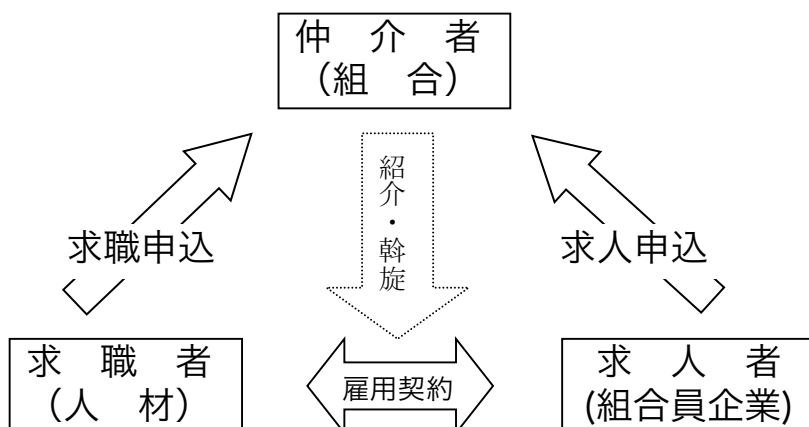 仲　介　者
（組　合）
紹介・斡旋
求職申込
求人申込
求　職　者
（人　材）
雇用契約
求　人　者
(組合員企業)